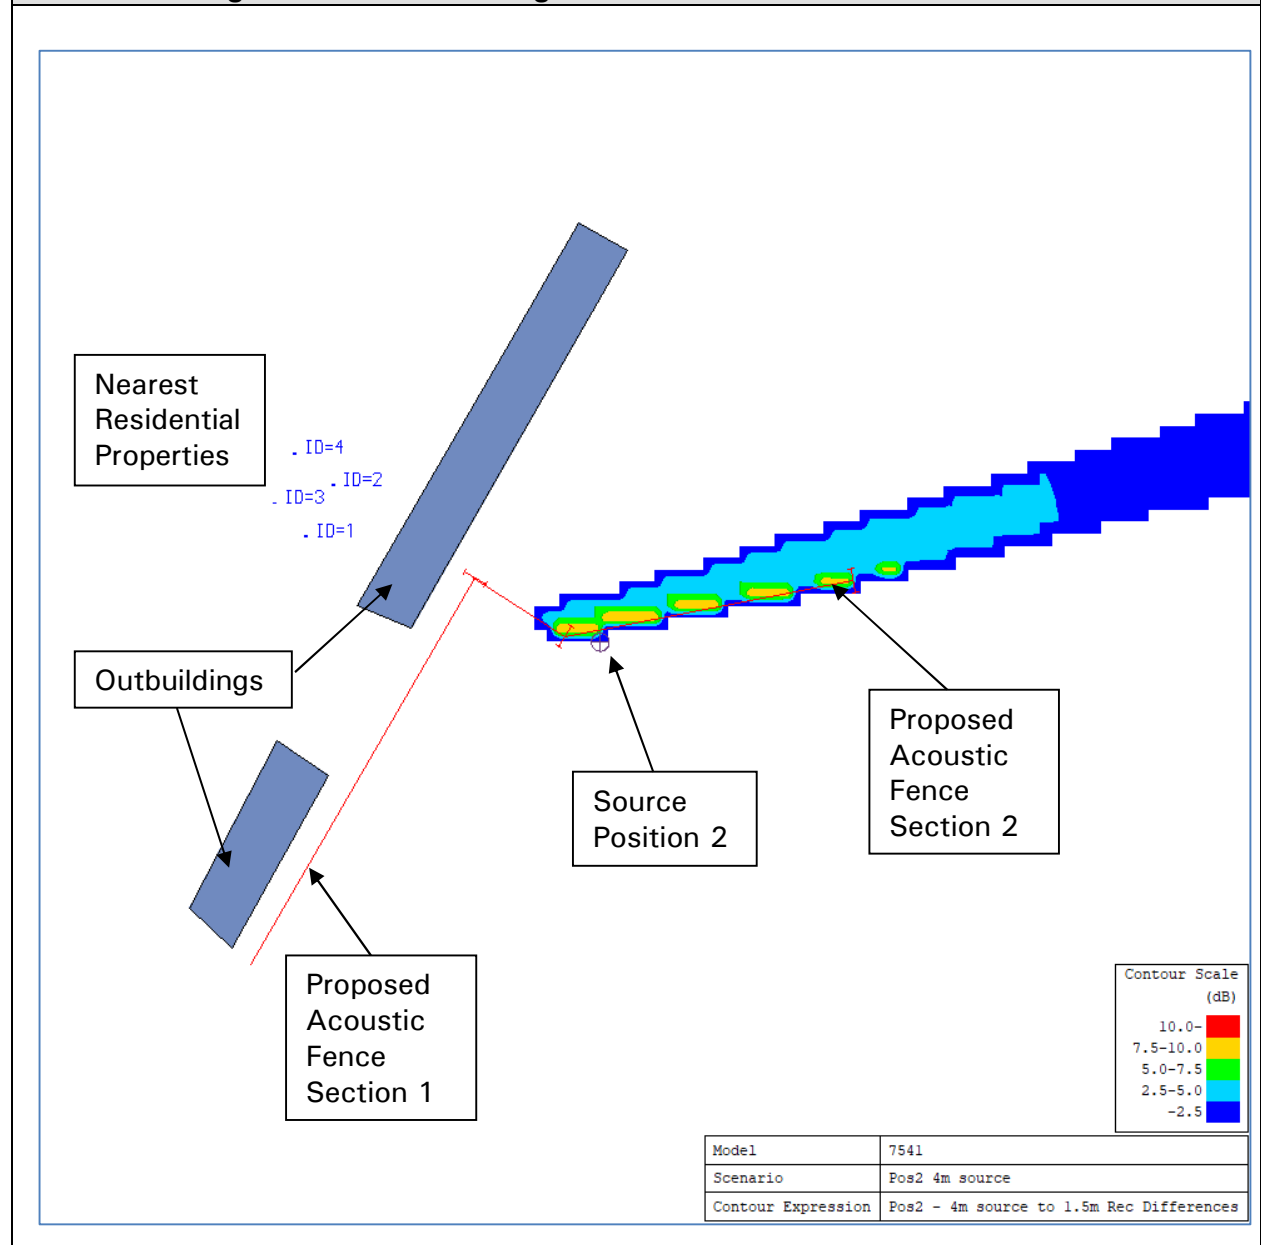 Nearest
Residential
Properties
ID=4
ID=2
ID=3
ID=1
Outbuildings
Proposed
Acoustic
Fence
Section 2
Source
Position 2
Proposed
Acoustic
Fence
Section 1
Contour Scale
(dB)
10.0-
7.5-10.0
5.0-7.5
2.5-5.0
-2.5
Model 7541
Scenario Pos2 4m source
Contour Expression Pos2 - 4m source to 1.5m Rec Differences